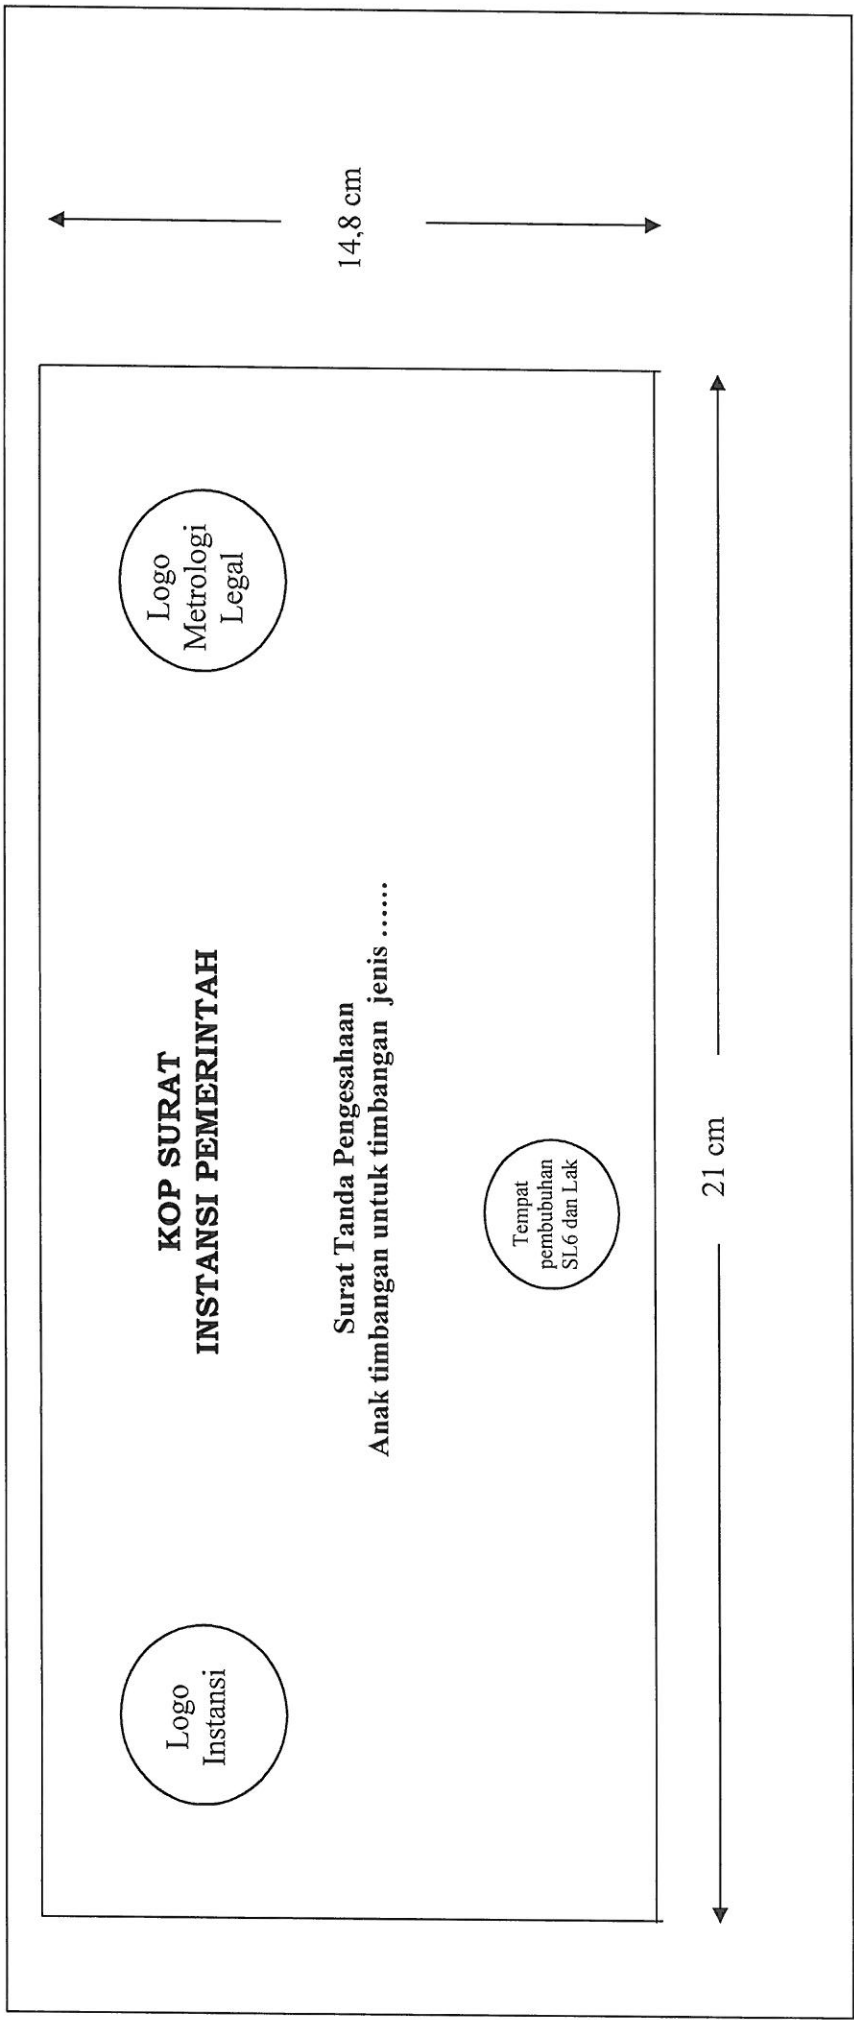 Logo
Instansi
KOP SURAT
INSTANSI PEMERINTAH
Logo
Metrologi
Legal
Surat Tanda Pengesahaan
Anak timbangan untuk timbangan jenis ......
Tempat
pembubuhan
SL6 dan Lak
14,8 cm
21 cm